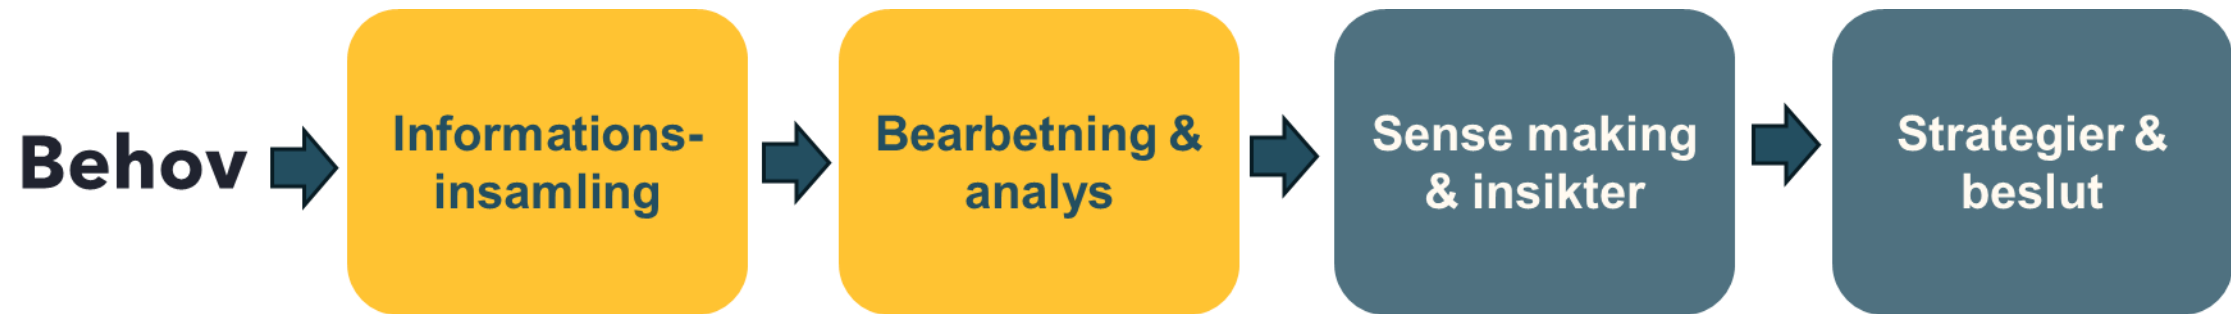 Behov
Informations-
insamling
Bearbetning &
analys
Sense making
& insikter
Strategier &
beslut